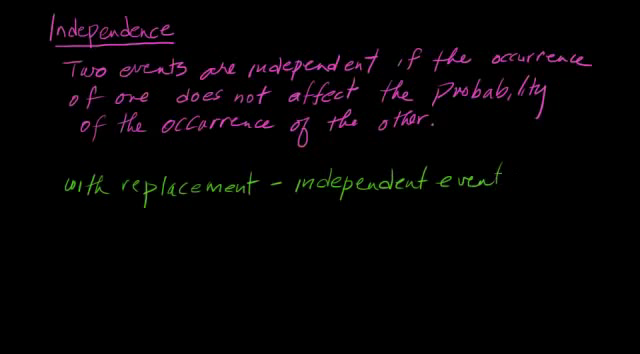 Independence
Two events are independent if the occurrence
of one does not affect the Probability
of the occurrence of the other.
with replacement - independent event